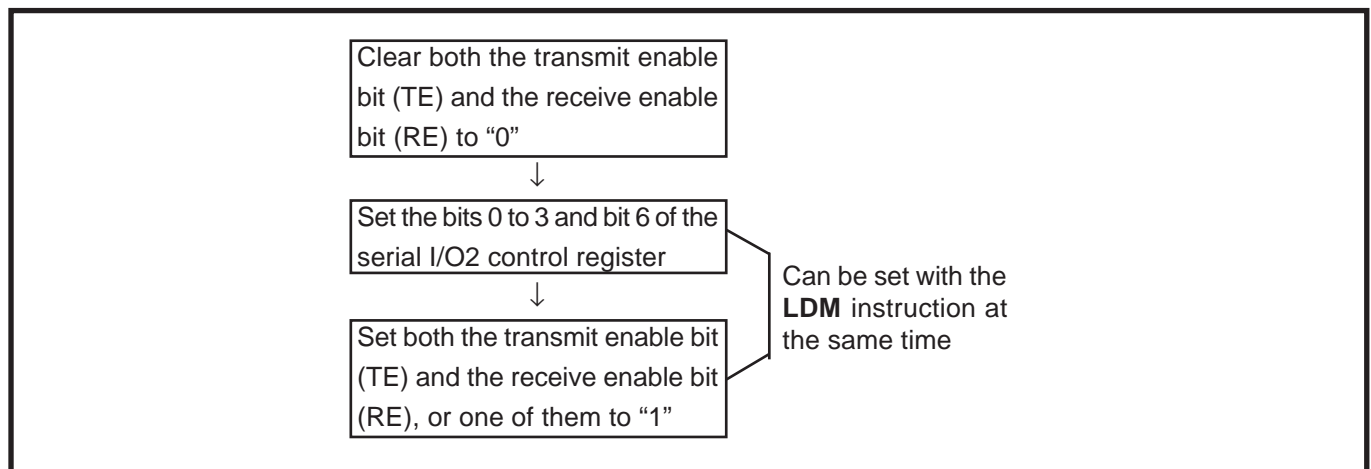 Clear both the transmit enable
bit (TE) and the receive enable
bit (RE) to “0”
↓
Set the bits 0 to 3 and bit 6 of the
serial I/O2 control register
↓
Set both the transmit enable bit
(TE) and the receive enable bit
(RE), or one of them to “1”
Can be set with the
LDM instruction at
the same time